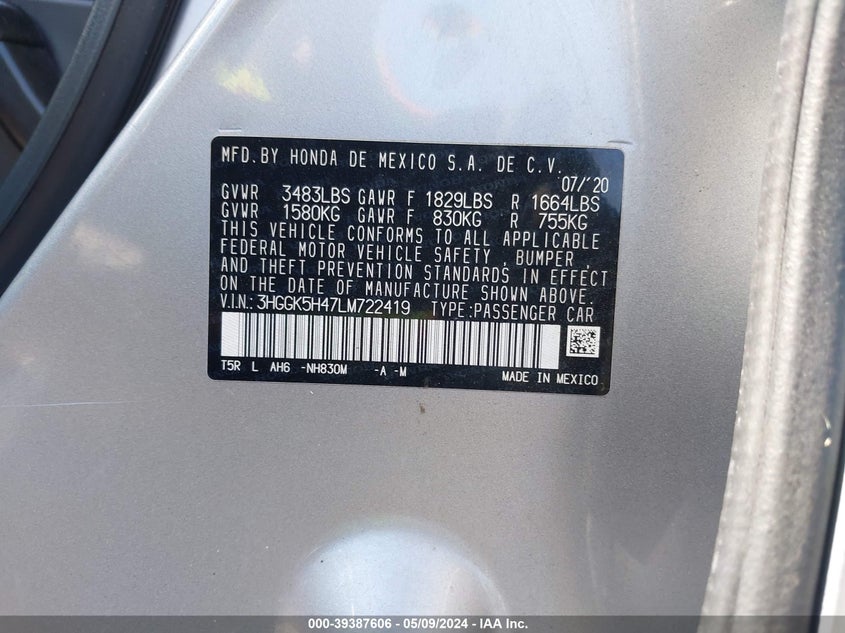 MFD.BY HONDA DE MEXICO S.A. DE C.V.
07/'20
GVWR 3483LBS GAWR F 1829LBS R 1664LBS
GVWR 1580KG GAWR F 830KG R 755KG
THIS VEHICLE CONFORMS TO ALL APPLICABLE
FEDERAL MOTOR VEHICLE SAFETY , BUMPER
AND THEFT PREVENTION STANDARDS IN EFFECT
ON THE DATE OF MANUFACTURE SHOWN ABOVE.
V.I.N.: 3HGGK5H47LM722419 TYPE:PASSENGER CAR
T5R L AH6 -NH830M -A -M
MADE IN MEXICO
000-39387606 - 05/09/2024 - IAA Inc.